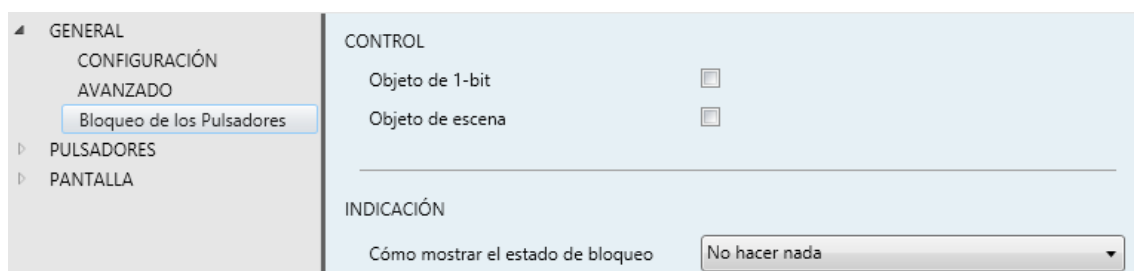 GENERAL
CONFIGURACIÓN
AVANZADO
Bloqueo de los Pulsadores
PULSADORES
PANTALLA
CONTROL
Objeto de 1-bit
Objeto de escena
INDICACIÓN
Cómo mostrar el estado de bloqueo No hacer nada